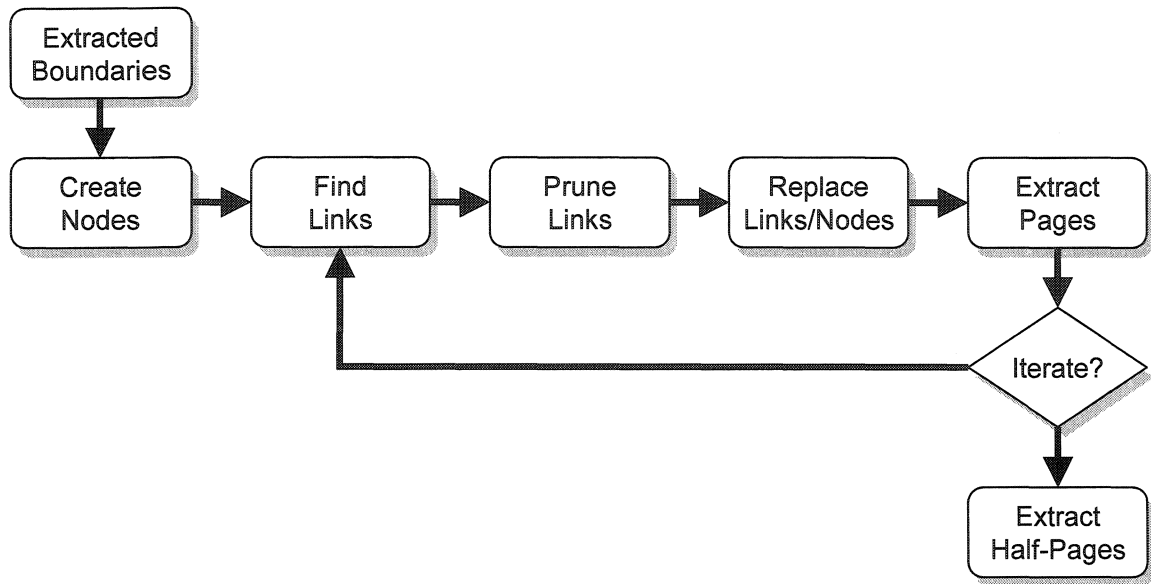 Extracted
Boundaries
Create
Nodes
Find
Links
Prune
Links
Replace
Links/Nodes
Extract
Pages
Iterate?
Extract
Half-Pages